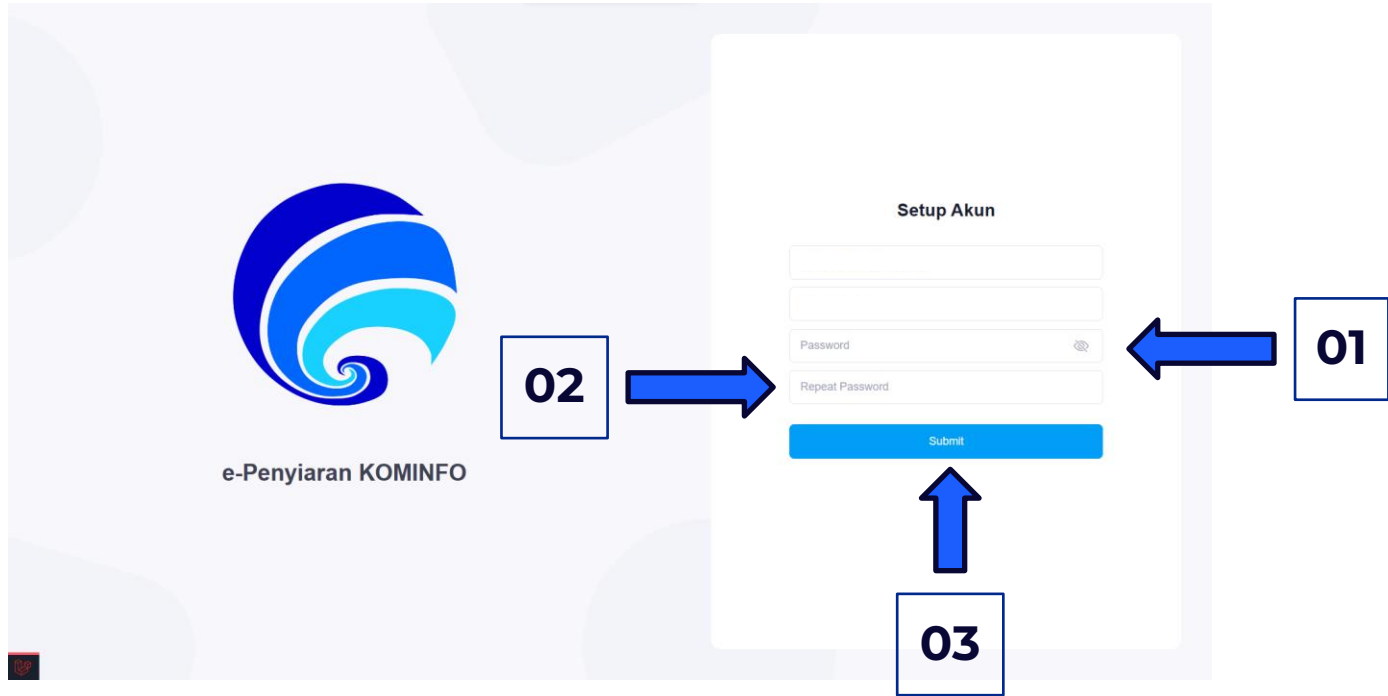 Setup Akun
Password
01
02
Repeat Password
Submit
e-Penyiaran KOMINFO
03